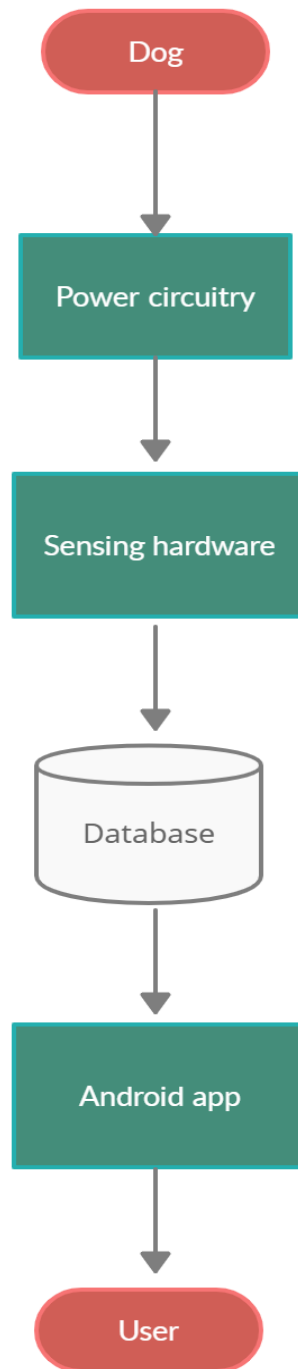 Dog
Power circuitry
Sensing hardware
Database
Android app
User